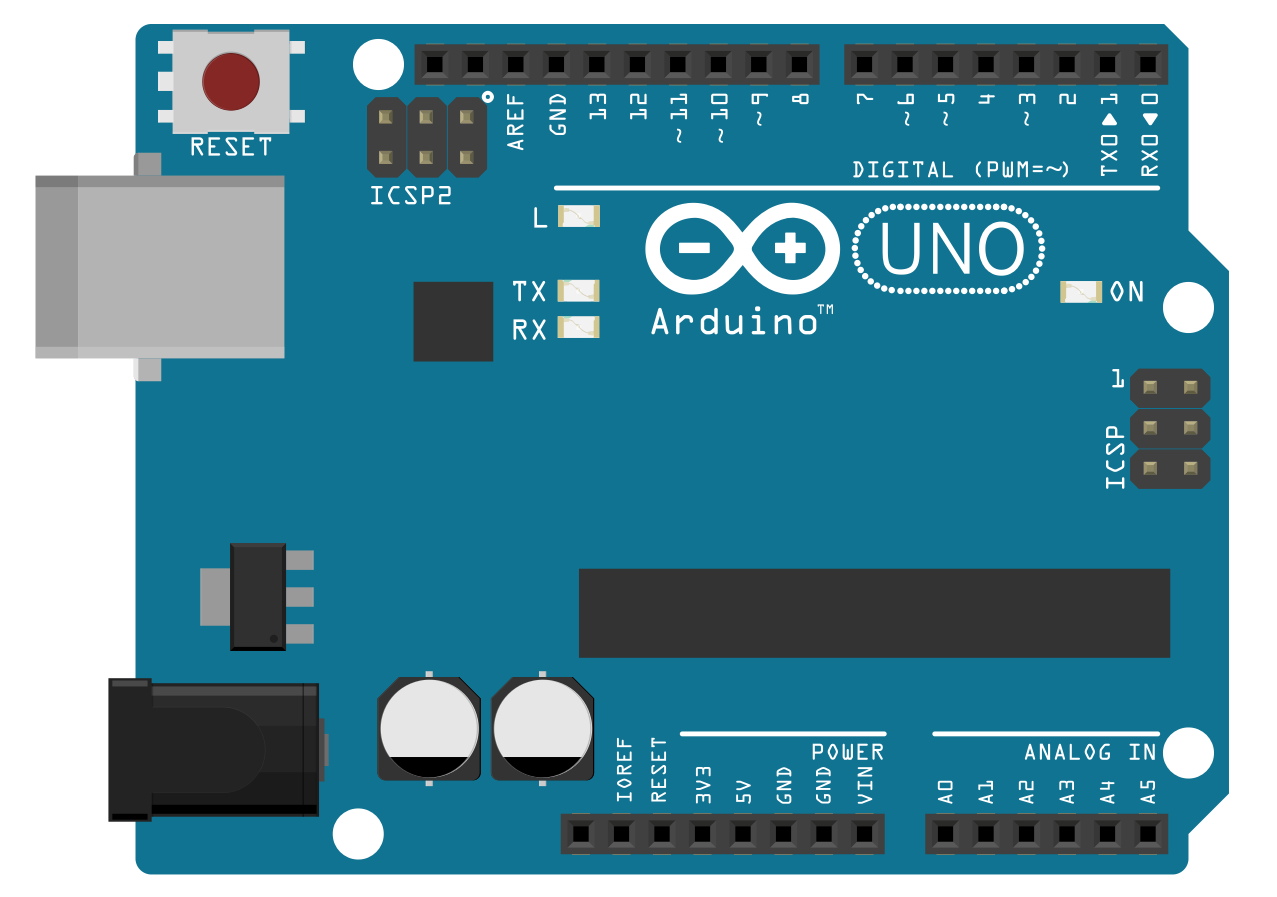 RESET
ICSP2
AREF
GND
13
12
~11
~10
~9
8
7
~6
~5
4
~3
2
TX0▶1
RX0◀0
DIGITAL (PWM=~)
L
TX
RX
UNO
Arduino™
ON
1
ICSP
POWER
ANALOG IN
IOREF
RESET
3V3
5V
GND
GND
VIN
A0
A1
A2
A3
A4
A5